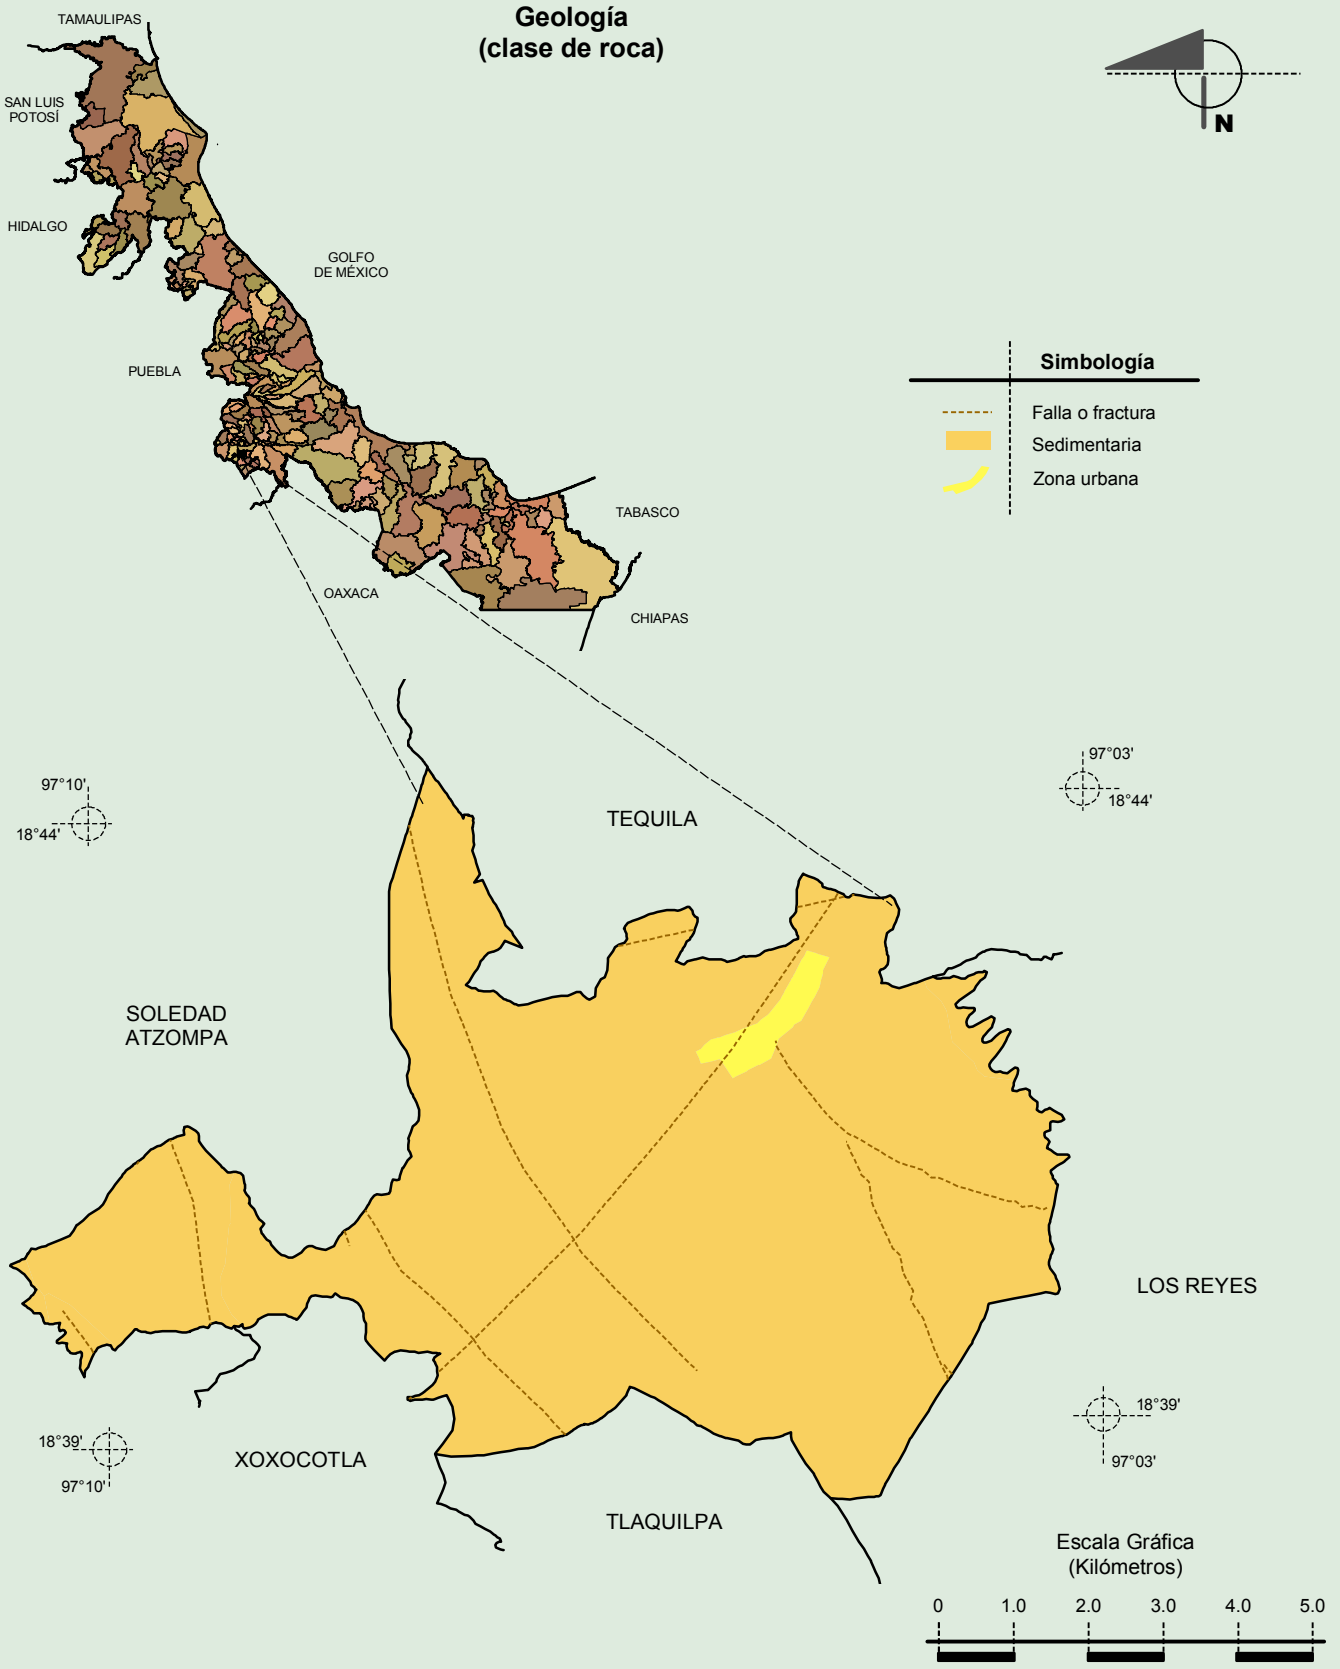 Geología
(clase de roca)
TAMAULIPAS
SAN LUIS
POTOSÍ
HIDALGO
GOLFO
DE MÉXICO
PUEBLA
OAXACA
TABASCO
CHIAPAS
N
Simbología
Falla o fractura
Sedimentaria
Zona urbana
97°10'
18°44'
97°03'
18°44'
TEQUILA
SOLEDAD
ATZOMPA
LOS REYES
18°39'
97°10'
XOXOCOTLA
TLAQUILPA
18°39'
97°03'
Escala Gráfica
(Kilómetros)
0 1.0 2.0 3.0 4.0 5.0